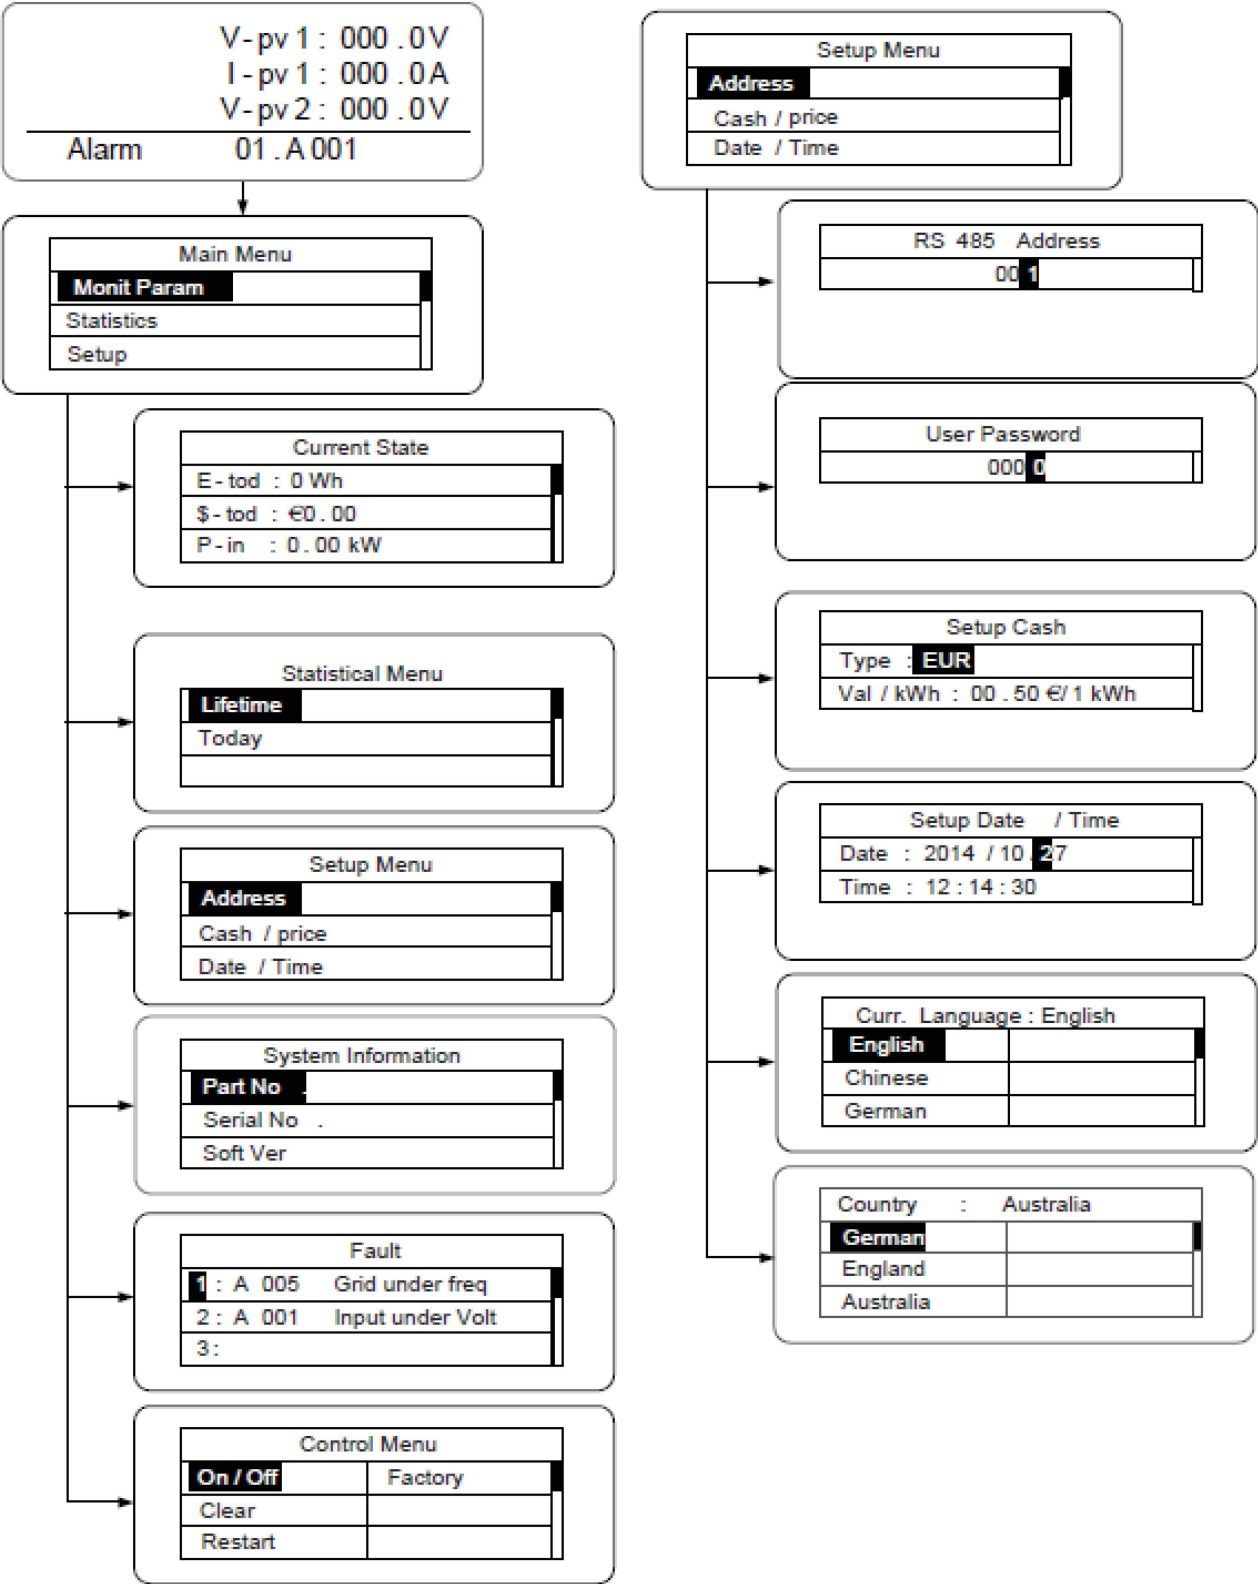 V-pv 1 : 000 .0V
I-pv 1 : 000 .0A
V-pv 2 : 000 .0V
Alarm 01 . A 001
Main Menu
Monit Param
Statistics
Setup
Current State
E-tod : 0 Wh
$-tod : €0 . 00
P-in : 0 . 00 kW
Statistical Menu
Lifetime
Today
Setup Menu
Address
Cash / price
Date / Time
System Information
Part No .
Serial No .
Soft Ver
Fault
1 : A 005 Grid under freq
2 : A 001 Input under Volt
3 :
Control Menu
On / Off Factory
Clear
Restart
Setup Menu
Address
Cash / price
Date / Time
RS 485 Address
00 1
User Password
000 0
Setup Cash
Type : EUR
Val / kWh : 00 . 50 €/ 1 kWh
Setup Date / Time
Date : 2014 / 10 . 27
Time : 12 : 14 : 30
Curr. Language : English
English
Chinese
German
Country : Australia
German
England
Australia